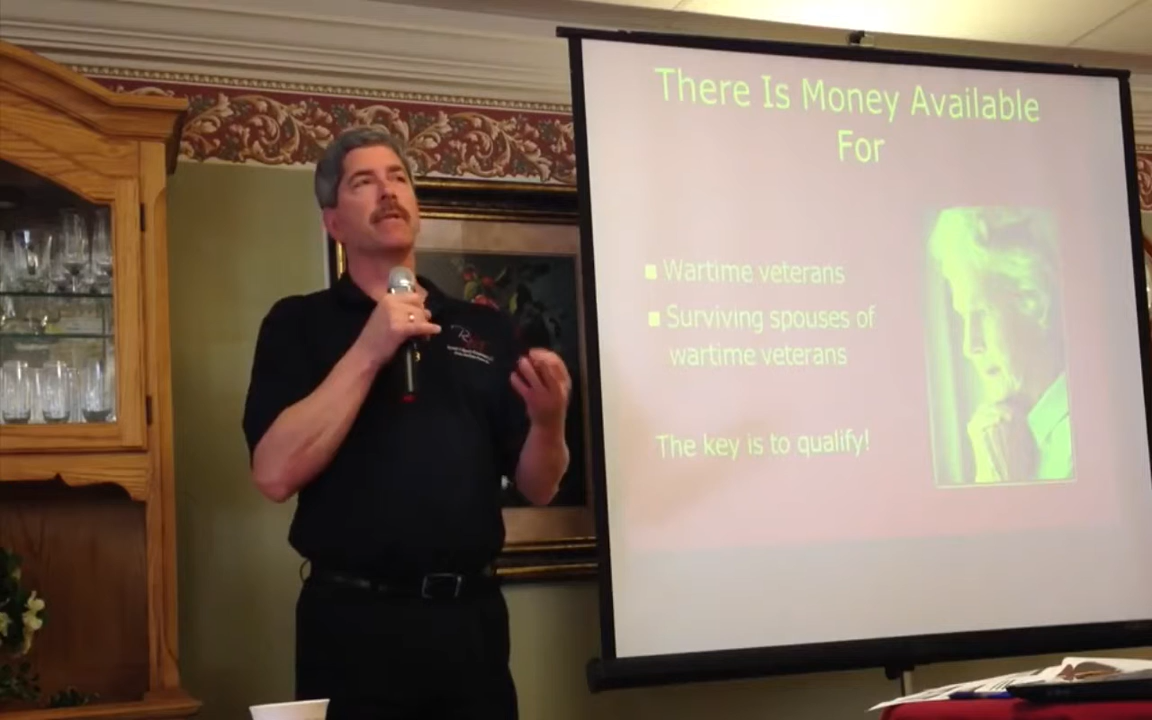 There Is Money Available
For
Wartime veterans
Surviving spouses of
wartime veterans
The key is to qualify!